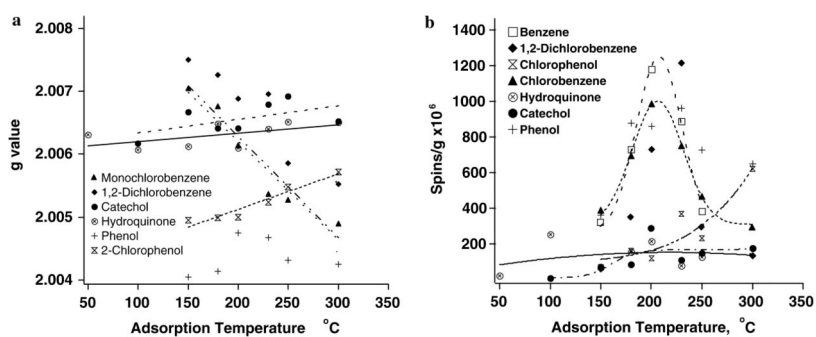 a
2.008
2.007
2.006
2.005
2.004
g value
Monochlorobenzene
1,2-Dichlorobenzene
Catechol
Hydroquinone
Phenol
2-Chlorophenol
50 100 150 200 250 300 350
Adsorption Temperature °C
b
1400
1200
1000
800
600
400
200
Spins/g x10⁶
Benzene
1,2-Dichlorobenzene
Chlorophenol
Chlorobenzene
Hydroquinone
Catechol
Phenol
50 100 150 200 250 300 350
Adsorption Temperature, °C